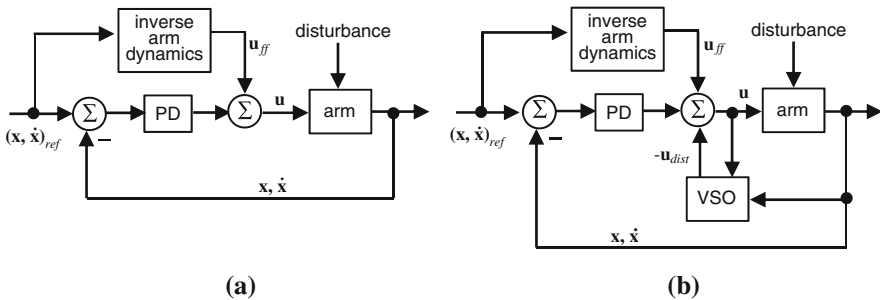 inverse
arm
dynamics
u_ff
disturbance
Σ
PD
Σ
u
arm
(x, ẋ)_ref
−
x, ẋ
(a)
inverse
arm
dynamics
u_ff
disturbance
Σ
PD
Σ
u
arm
(x, ẋ)_ref
−
-u_dist
VSO
x, ẋ
(b)